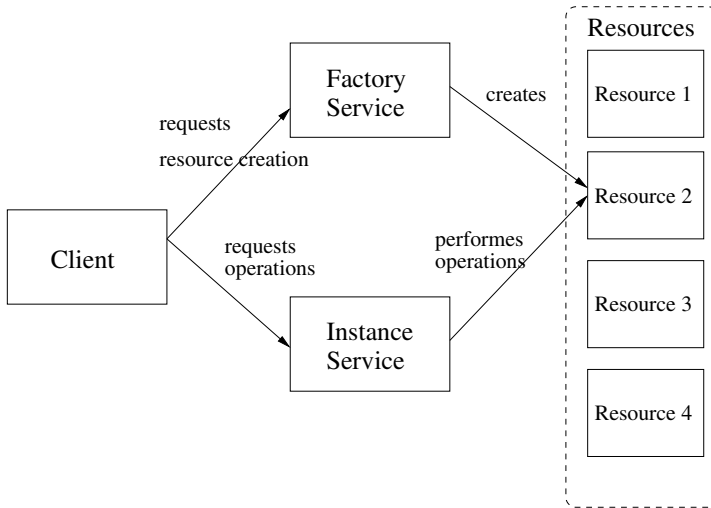 Resources
Factory
Service
Resource 1
creates
requests
resource creation
Resource 2
Client
requests
operations
performes
operations
Instance
Service
Resource 3
Resource 4